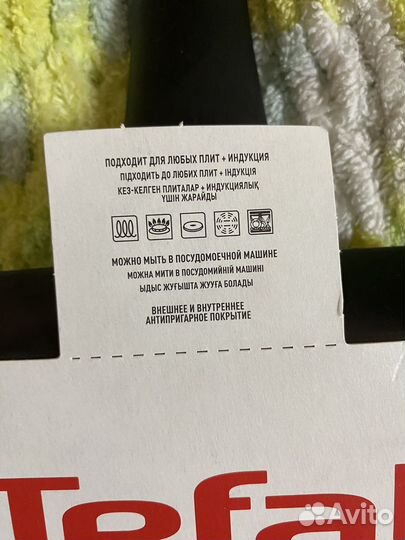 ПОДХОДИТ ДЛЯ ЛЮБЫХ ПЛИТ + ИНДУКЦИЯ
ПІДХОДИТЬ ДО ЛЮБИХ ПЛИТ + ІНДУКЦІЯ
КЕЗ-КЕЛГЕН ПЛИТАЛАР + ИНДУКЦИЯЛЫҚ
ҮШІН ЖАРАЙДЫ
МОЖНО МЫТЬ В ПОСУДОМОЕЧНОЙ МАШИНЕ
МОЖНА МИТИ В ПОСУДОМИЙНІЙ МАШИНІ
ЫДЫС ЖУҒЫШТА ЖУУҒА БОЛАДЫ
ВНЕШНЕЕ И ВНУТРЕННЕЕ
АНТИПРИГАРНОЕ ПОКРЫТИЕ
Tefal
Avito